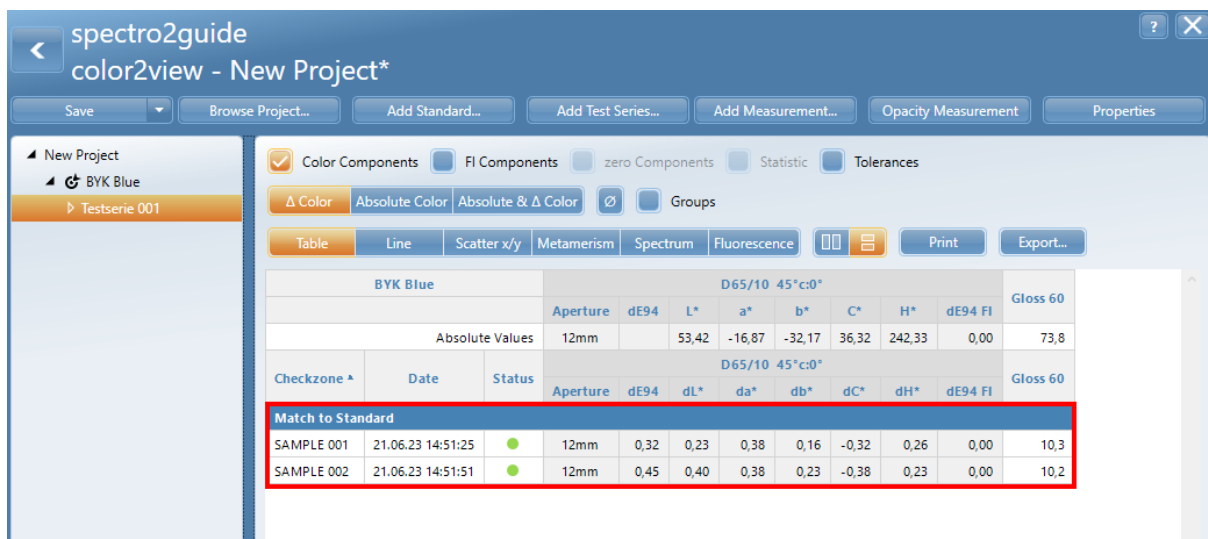 spectro2guide
color2view - New Project*
? X
Save Browse Project... Add Standard... Add Test Series... Add Measurement... Opacity Measurement Properties
New Project
BYK Blue
Testserie 001
Color Components FI Components zero Components Statistic Tolerances
Δ Color Absolute Color Absolute & Δ Color Ø Groups
Table Line Scatter x/y Metamerism Spectrum Fluorescence Print Export...
BYK Blue D65/10 45°c:0° Gloss 60
Aperture dE94 L* a* b* C* H* dE94 FI
Absolute Values 12mm 53,42 -16,87 -32,17 36,32 242,33 0,00 73,8
Checkzone Date Status D65/10 45°c:0° Gloss 60
Aperture dE94 dL* da* db* dC* dH* dE94 FI
Match to Standard
SAMPLE 001 21.06.23 14:51:25 12mm 0,32 0,23 0,38 0,16 -0,32 0,26 0,00 10,3
SAMPLE 002 21.06.23 14:51:51 12mm 0,45 0,40 0,38 0,23 -0,38 0,23 0,00 10,2